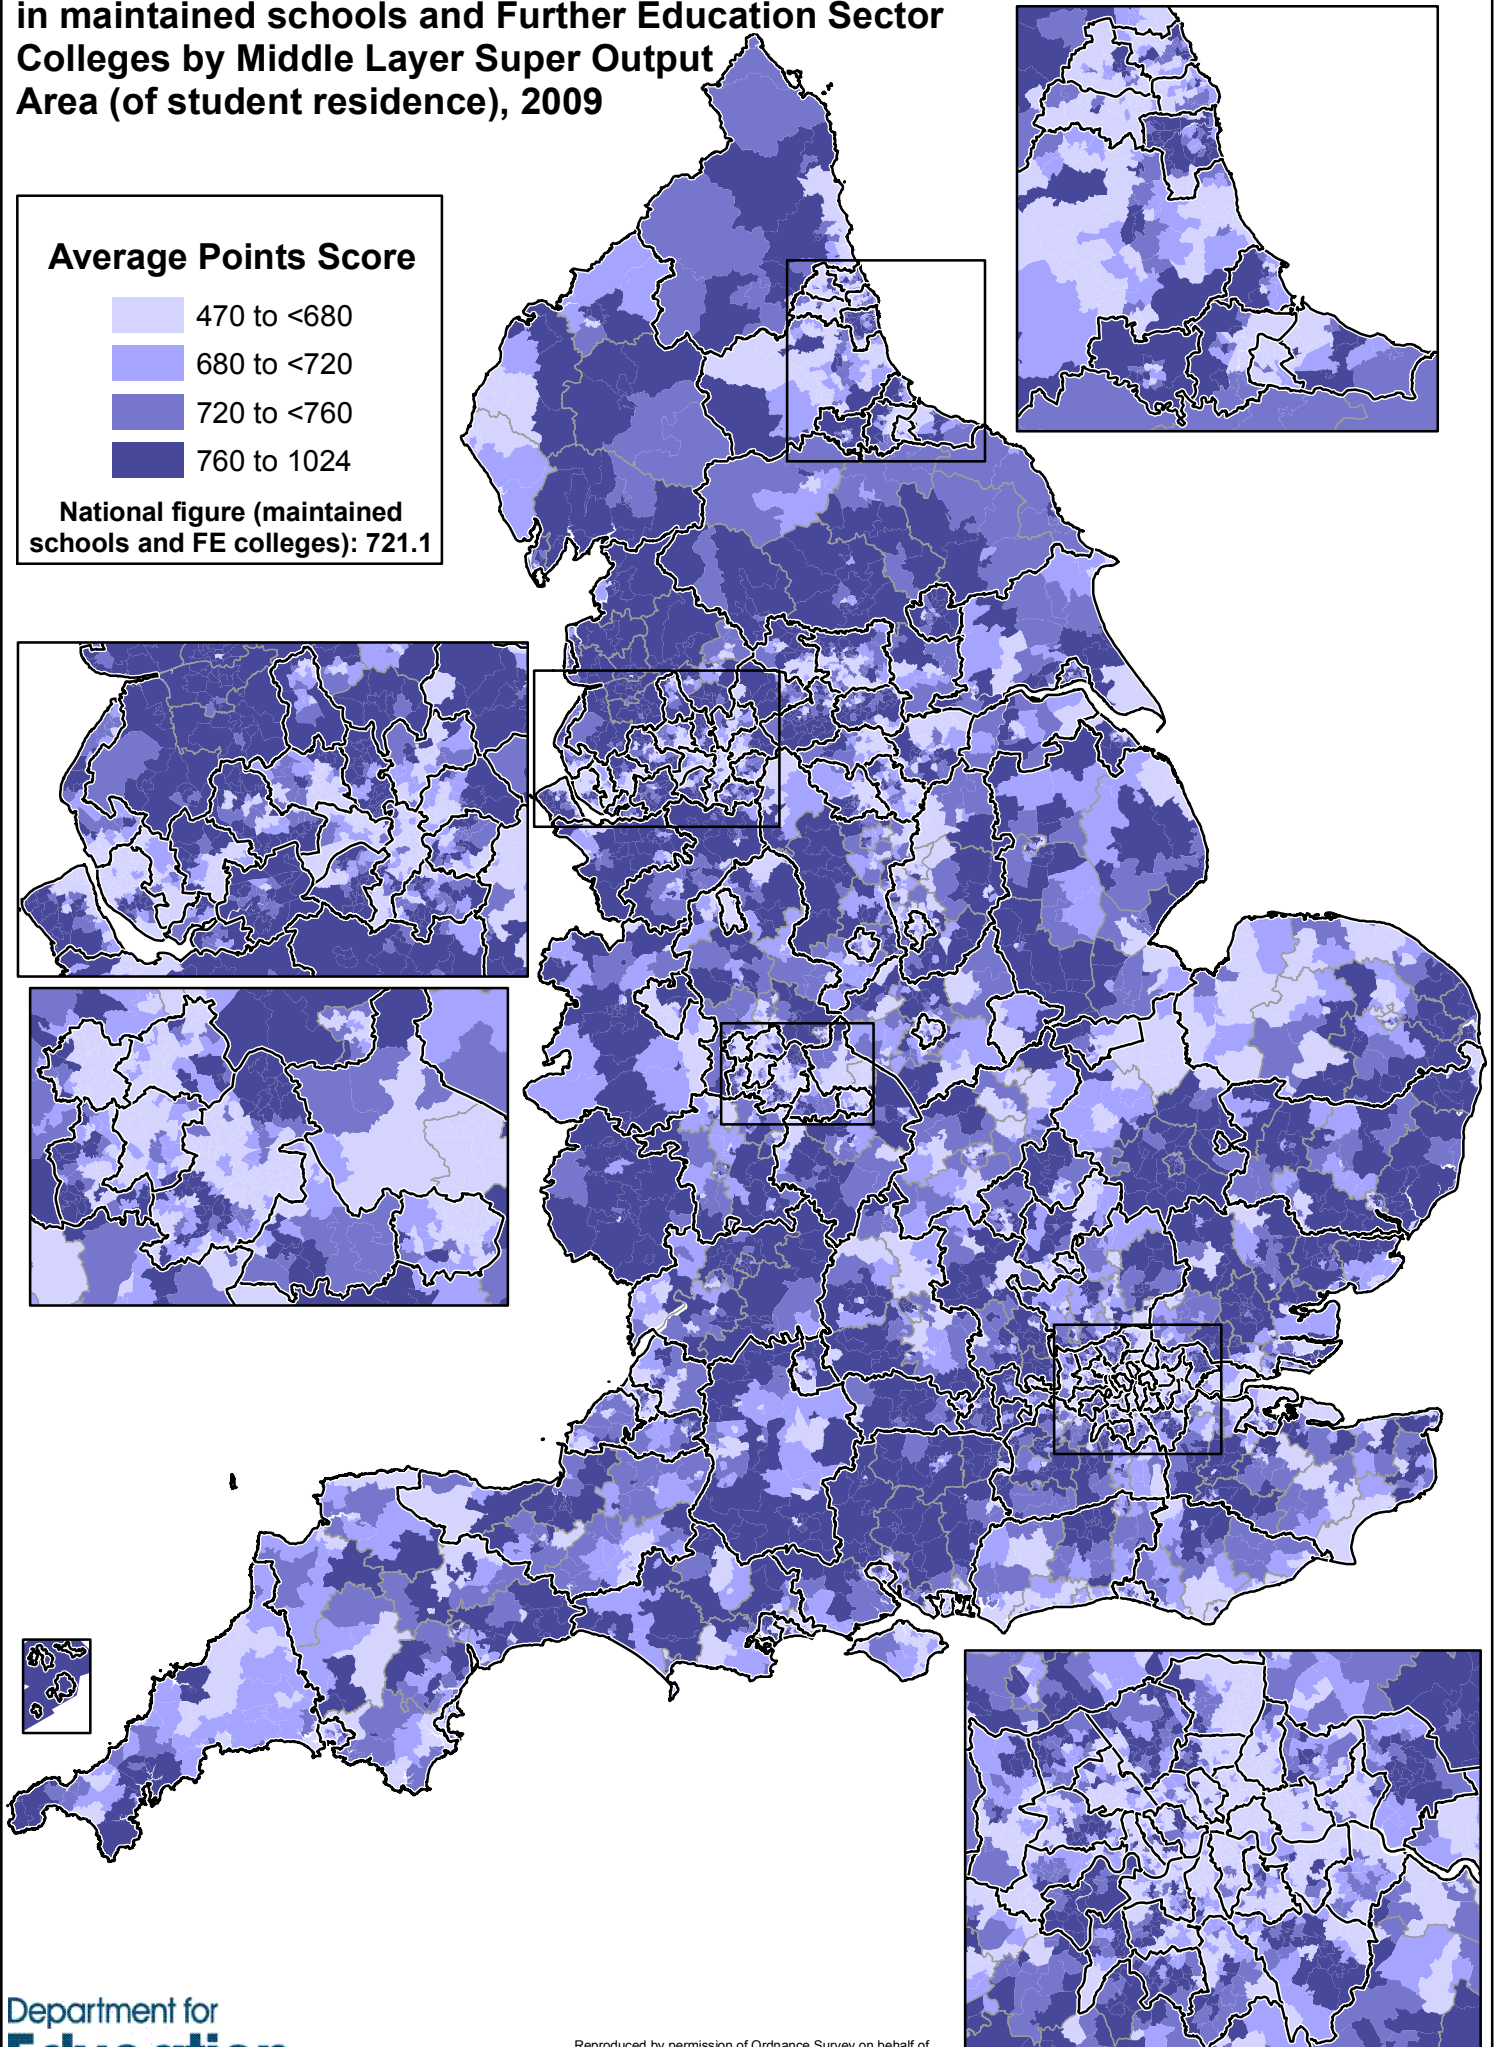 in maintained schools and Further Education Sector
Colleges by Middle Layer Super Output
Area (of student residence), 2009
Average Points Score
470 to <680
680 to <720
720 to <760
760 to 1024
National figure (maintained
schools and FE colleges): 721.1
Department for
Education
Reproduced by permission of Ordnance Survey on behalf of